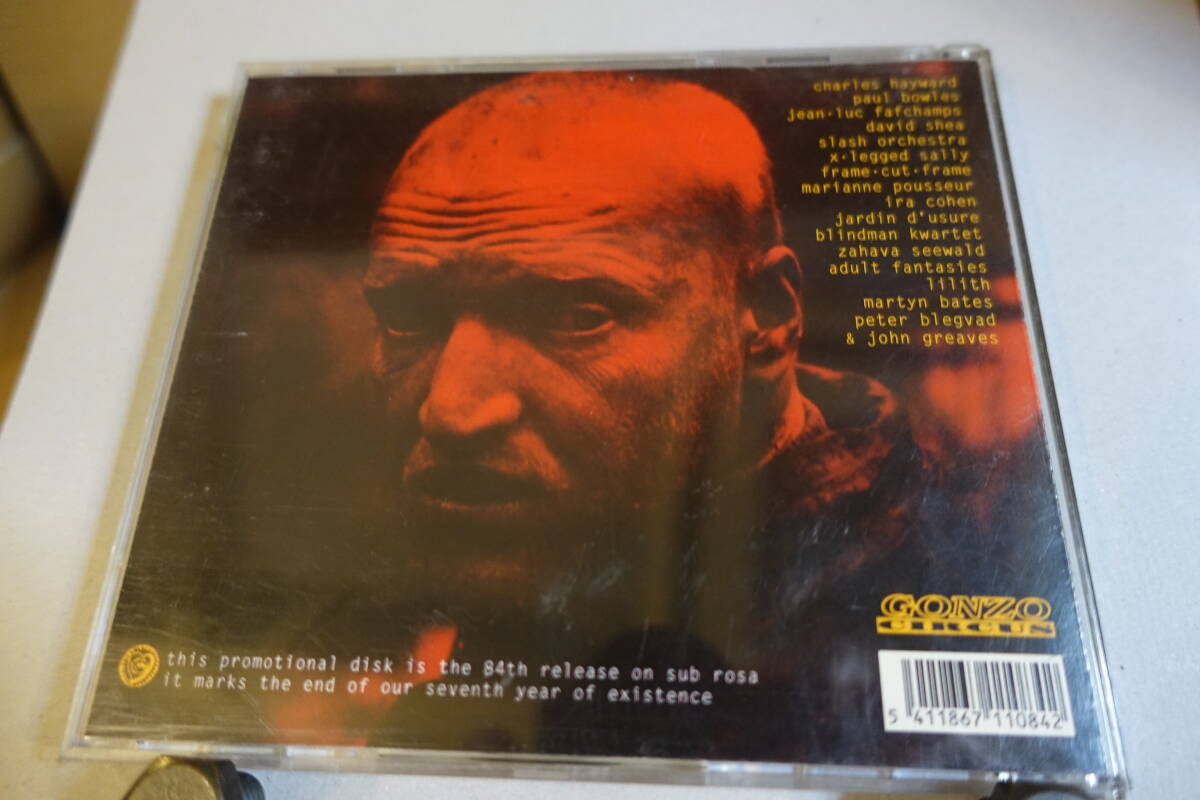 charles hayward
paul bowles
jean·luc fafchamps
david shea
slash orchestra
x·legged sally
frame·cut·frame
marianne pousseur
ira cohen
jardin d'usure
blindman kwartet
zahava seewald
adult fantasies
lilith
martyn bates
peter blegvad
& john greaves
GONZO
CIRCUS
this promotional disk is the 84th release on sub rosa
it marks the end of our seventh year of existence
5 411867 110842